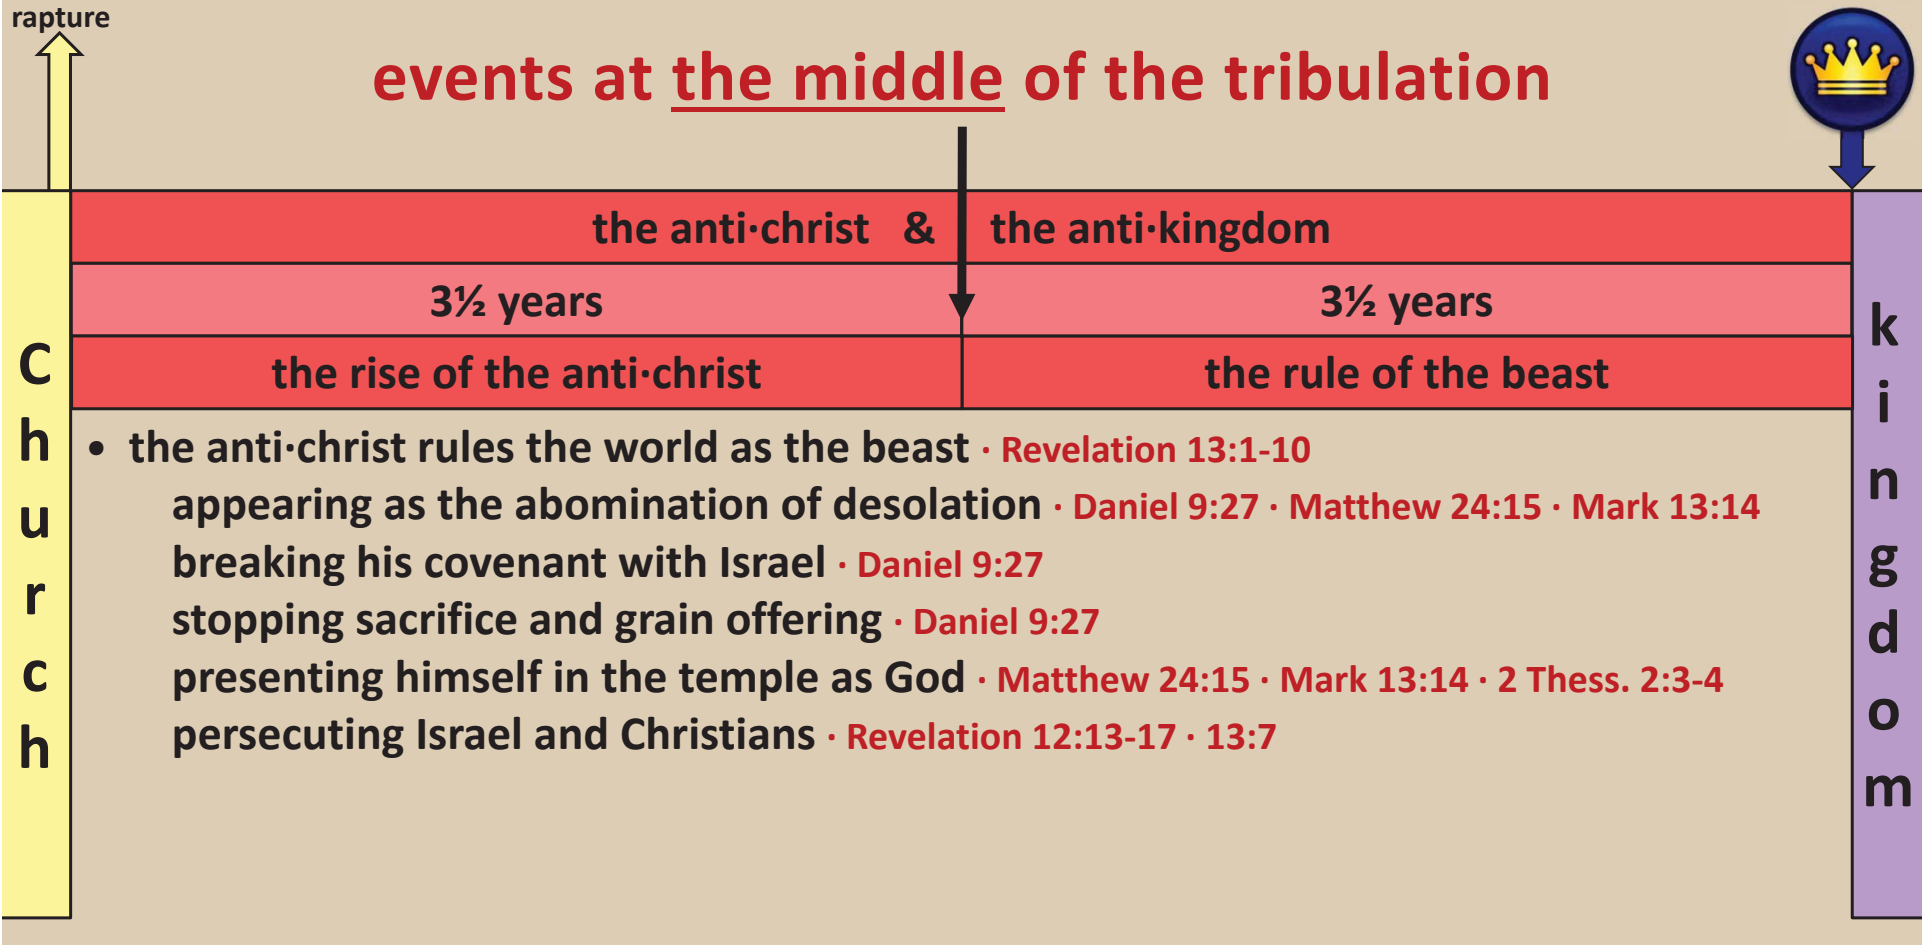 rapture
events at the middle of the tribulation
the anti·christ & the anti·kingdom
3½ years 3½ years
the rise of the anti·christ the rule of the beast
Church
kingdom
• the anti·christ rules the world as the beast · Revelation 13:1-10
appearing as the abomination of desolation · Daniel 9:27 · Matthew 24:15 · Mark 13:14
breaking his covenant with Israel · Daniel 9:27
stopping sacrifice and grain offering · Daniel 9:27
presenting himself in the temple as God · Matthew 24:15 · Mark 13:14 · 2 Thess. 2:3-4
persecuting Israel and Christians · Revelation 12:13-17 · 13:7